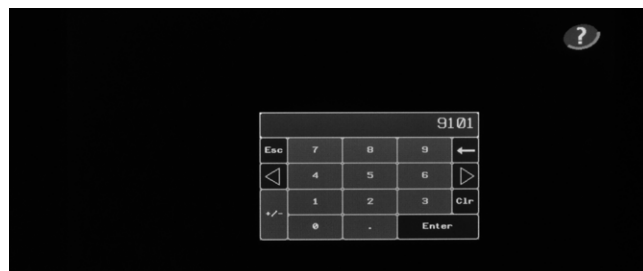 ?
9101
Esc 7 8 9 ←
◁ 4 5 6 ▷
+/- 1 2 3 Clr
0 . Enter